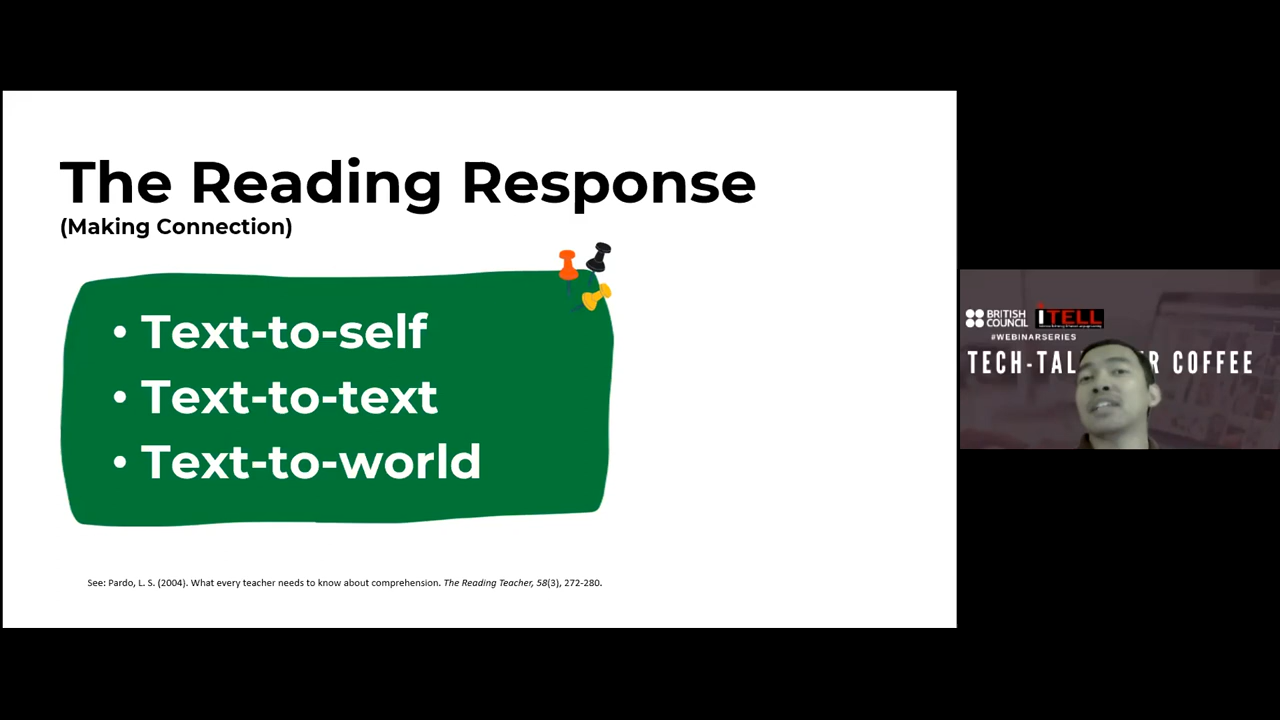 The Reading Response
(Making Connection)
• Text-to-self
• Text-to-text
• Text-to-world
See: Pardo, L. S. (2004). What every teacher needs to know about comprehension. The Reading Teacher, 58(3), 272-280.
BRITISH
COUNCIL
iTELL
#WEBINARSERIES
TECH-TAL R COFFEE